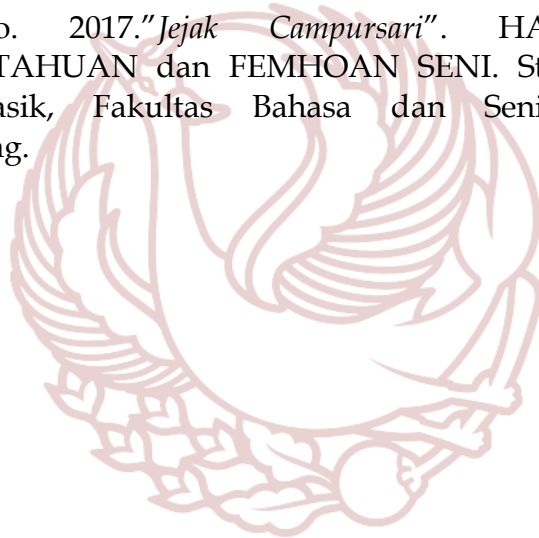 o. 2017."Jejak Campursari". HA
TAHUAN dan FEMHOAN SENI. St
asik, Fakultas Bahasa dan Seni
ng.